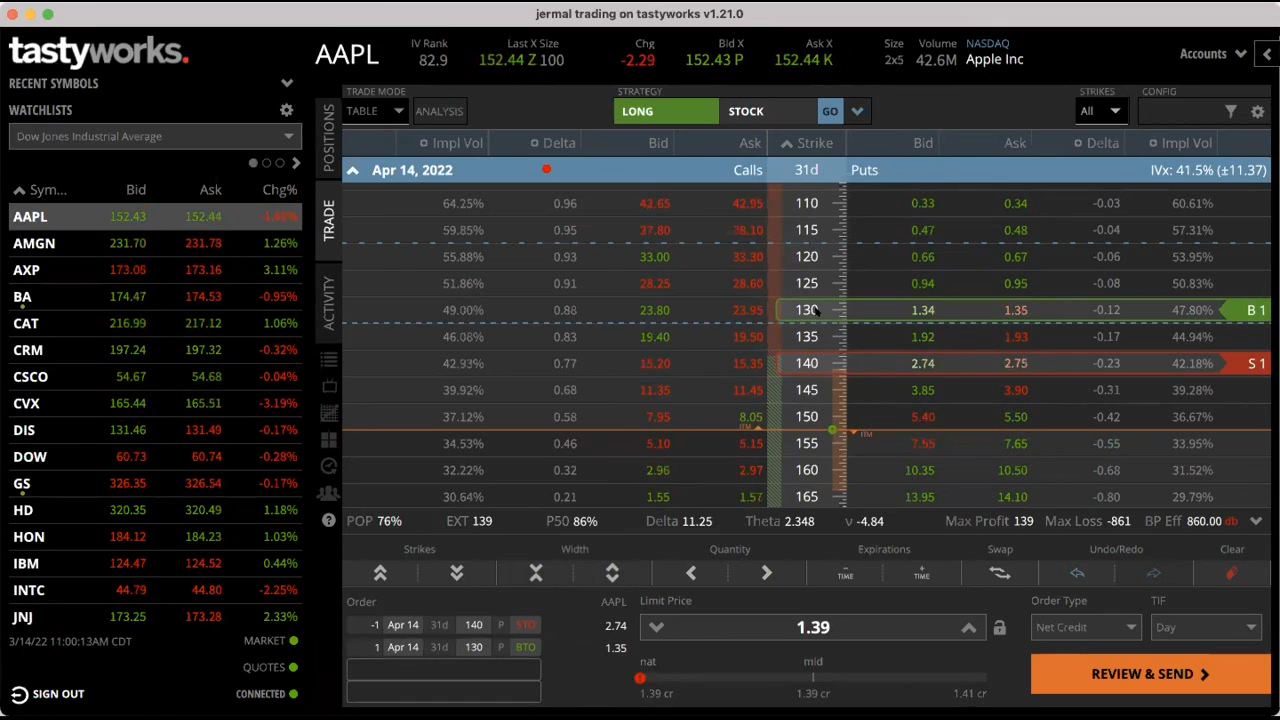 jermal trading on tastyworks v1.21.0
tastyworks.
RECENT SYMBOLS
WATCHLISTS
Dow Jones Industrial Average
Sym... Bid Ask Chg%
AAPL 152.43 152.44
AMGN 231.70 231.78 1.26%
AXP 173.05 173.16 3.11%
BA 174.47 174.53 -0.95%
CAT 216.99 217.12 1.06%
CRM 197.24 197.32 -0.32%
CSCO 54.67 54.68 -0.04%
CVX 165.44 165.51 -3.19%
DIS 131.46 131.49 -0.17%
DOW 60.73 60.74 -0.28%
GS 326.35 326.54 -0.17%
HD 320.35 320.49 1.18%
HON 184.12 184.23 1.03%
IBM 124.47 124.52 0.44%
INTC 44.79 44.80 -2.25%
JNJ 173.25 173.28 2.33%
3/14/22 11:00:13AM CDT MARKET
QUOTES
SIGN OUT CONNECTED
POSITIONS
TRADE
ACTIVITY
AAPL
IV Rank Last X Size Chg Bid X Ask X Size Volume NASDAQ
82.9 152.44 Z 100 -2.29 152.43 P 152.44 K 2x5 42.6M Apple Inc
Accounts
TRADE MODE STRATEGY STRIKES CONFIG
TABLE ANALYSIS LONG STOCK GO All
Impl Vol Delta Bid Ask Strike Bid Ask Delta Impl Vol
Apr 14, 2022 Calls 31d Puts IVx: 41.5% (±11.37)
64.25% 0.96 42.65 42.95 110 0.33 0.34 -0.03 60.61%
59.85% 0.95 37.80 38.10 115 0.47 0.48 -0.04 57.31%
55.88% 0.93 33.00 33.30 120 0.66 0.67 -0.06 53.95%
51.86% 0.91 28.25 28.60 125 0.94 0.95 -0.08 50.83%
49.00% 0.88 23.80 23.95 130 1.34 1.35 -0.12 47.80% B 1
46.08% 0.83 19.40 19.50 135 1.92 1.93 -0.17 44.94%
42.93% 0.77 15.20 15.35 140 2.74 2.75 -0.23 42.18% S 1
39.92% 0.68 11.35 11.45 145 3.85 3.90 -0.31 39.28%
37.12% 0.58 7.95 8.05 150 5.40 5.50 -0.42 36.67%
ITM ITM
34.53% 0.46 5.10 5.15 155 7.55 7.65 -0.55 33.95%
32.22% 0.32 2.96 2.97 160 10.35 10.50 -0.68 31.52%
30.64% 0.21 1.55 1.57 165 13.95 14.10 -0.80 29.79%
POP 76% EXT 139 P50 86% Delta 11.25 Theta 2.348 ν -4.84 Max Profit 139 Max Loss -861 BP Eff 860.00 db
Strikes Width Quantity Expirations Swap Undo/Redo Clear
TIME TIME
Order AAPL Limit Price Order Type TIF
-1 Apr 14 31d 140 P STO 2.74 1.39 Net Credit Day
1 Apr 14 31d 130 P BTO 1.35
nat mid
1.39 cr 1.39 cr 1.41 cr
REVIEW & SEND